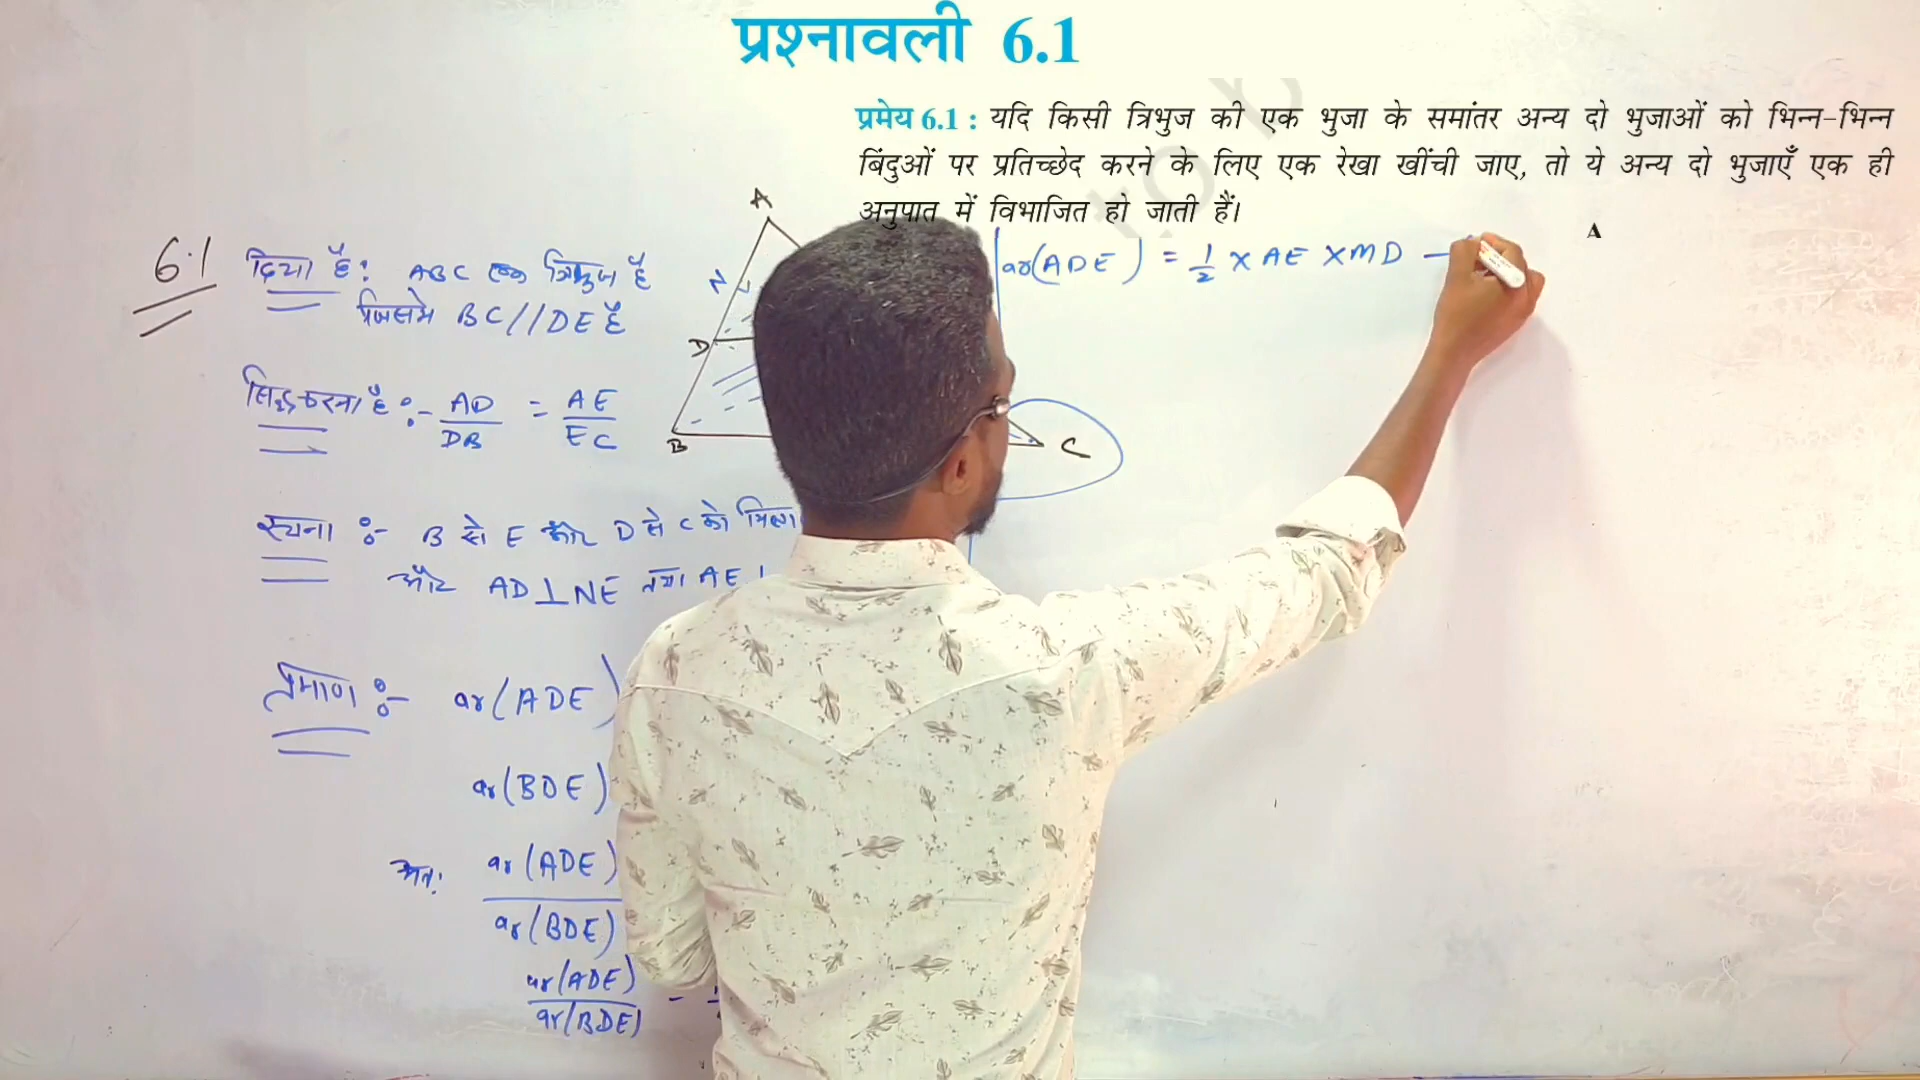 प्रश्नावली 6.1
प्रमेय 6.1 : यदि किसी त्रिभुज की एक भुजा के समांतर अन्य दो भुजाओं को भिन्न-भिन्न
बिंदुओं पर प्रतिच्छेद करने के लिए एक रेखा खींची जाए, तो ये अन्य दो भुजाएँ एक ही
अनुपात में विभाजित हो जाती हैं।
A
6.1 दिया है: ABC एक त्रिभुज है
जिसमे BC//DE है
सिद्ध करना है :- AD/DB = AE/EC
रचना :- B से E और D से C को
और AD⊥NE तथा AE
प्रमाण :- ar(ADE)
ar(BDE)
अतः ar(ADE)
ar(BDE)
ar(ADE)
ar(BDE)
A
N
D
B
C
ar(ADE) = 1/2 × AE × MD —